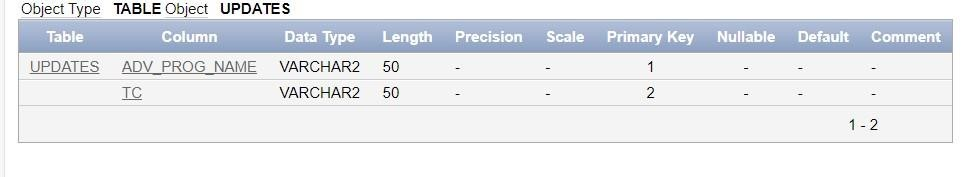 Object Type TABLE Object UPDATES
Table Column Data Type Length Precision Scale Primary Key Nullable Default Comment
UPDATES ADV_PROG_NAME VARCHAR2 50 - - 1 - - -
TC VARCHAR2 50 - - 2 - - -
1 - 2